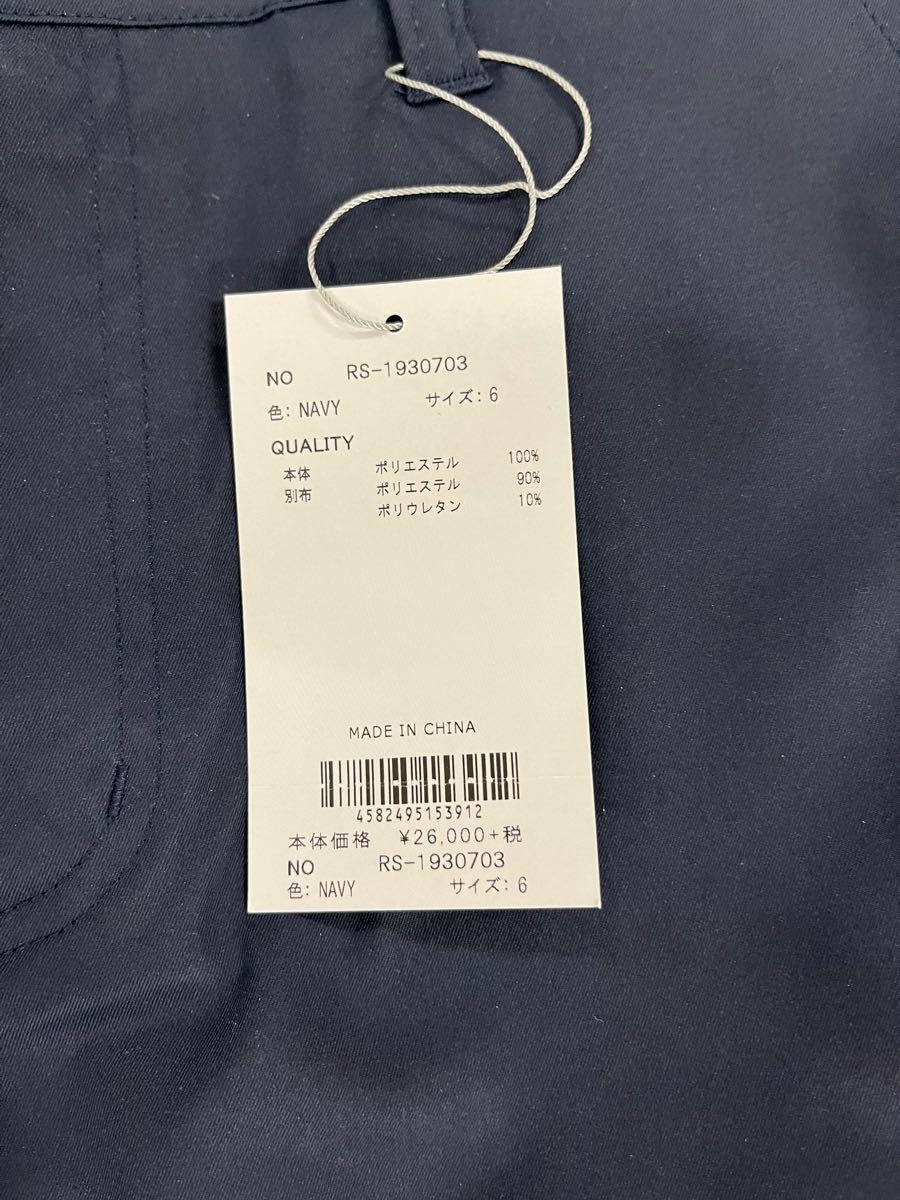 NO RS-1930703
色: NAVY サイズ: 6
QUALITY
本体 ポリエステル 100%
別布 ポリエステル 90%
ポリウレタン 10%
MADE IN CHINA
4582495153912
本体価格 ¥26,000+税
NO RS-1930703
色: NAVY サイズ: 6